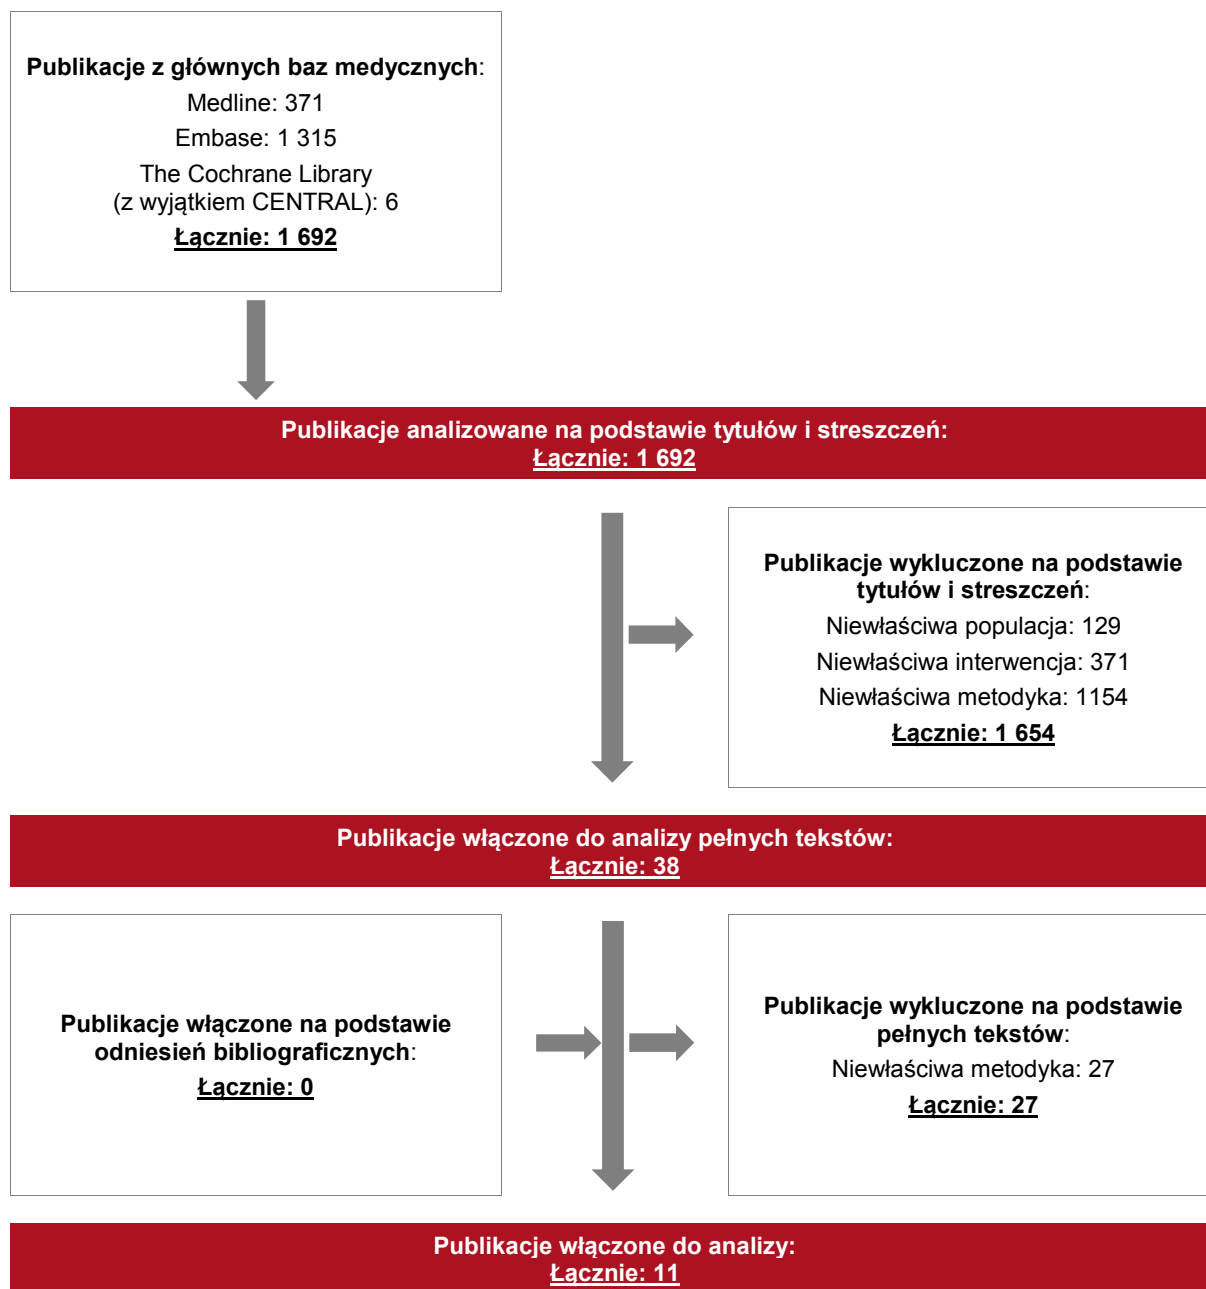 Publikacje z głównych baz medycznych:
Medline: 371
Embase: 1 315
The Cochrane Library
(z wyjątkiem CENTRAL): 6
Łącznie: 1 692
Publikacje analizowane na podstawie tytułów i streszczeń:
Łącznie: 1 692
Publikacje wykluczone na podstawie
tytułów i streszczeń:
Niewłaściwa populacja: 129
Niewłaściwa interwencja: 371
Niewłaściwa metodyka: 1154
Łącznie: 1 654
Publikacje włączone do analizy pełnych tekstów:
Łącznie: 38
Publikacje włączone na podstawie
odniesień bibliograficznych:
Łącznie: 0
Publikacje wykluczone na podstawie
pełnych tekstów:
Niewłaściwa metodyka: 27
Łącznie: 27
Publikacje włączone do analizy:
Łącznie: 11